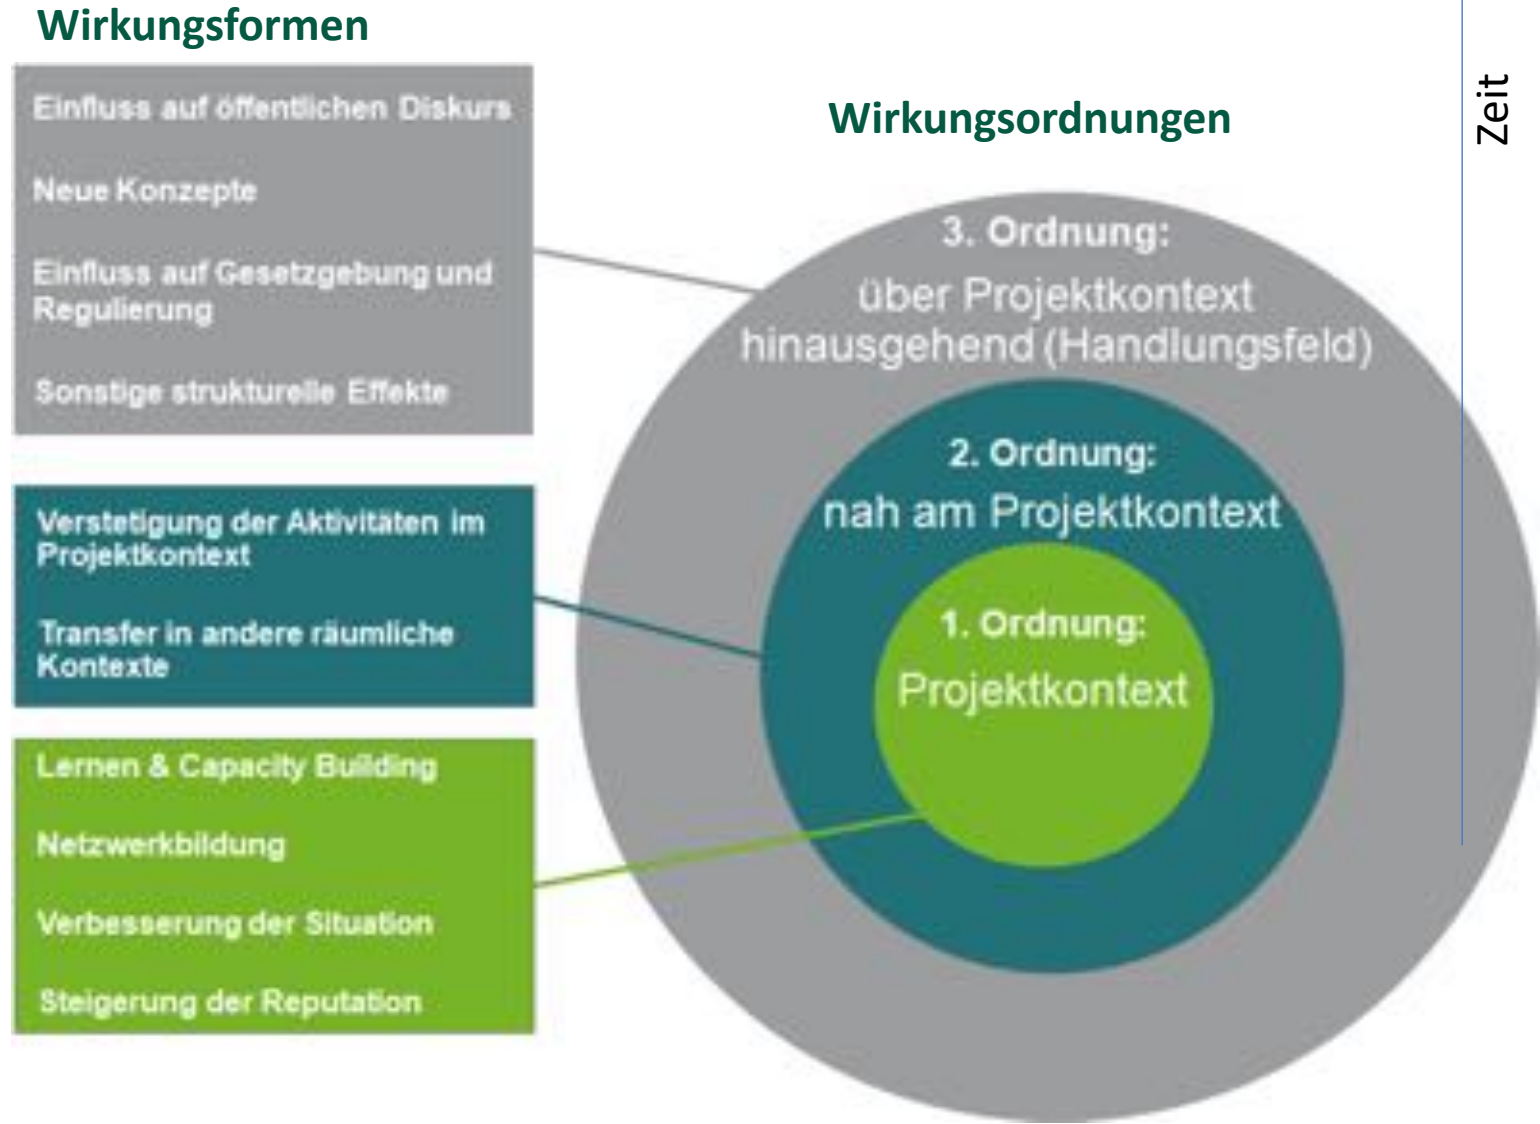 Wirkungsformen
Einfluss auf öffentlichen Diskurs
Neue Konzepte
Einfluss auf Gesetzgebung und
Regulierung
Sonstige strukturelle Effekte
Verstetigung der Aktivitäten im
Projektkontext
Transfer in andere räumliche
Kontexte
Lernen & Capacity Building
Netzwerkbildung
Verbesserung der Situation
Steigerung der Reputation
Wirkungsordnungen
3. Ordnung:
über Projektkontext
hinausgehend (Handlungsfeld)
2. Ordnung:
nah am Projektkontext
1. Ordnung:
Projektkontext
Zeit